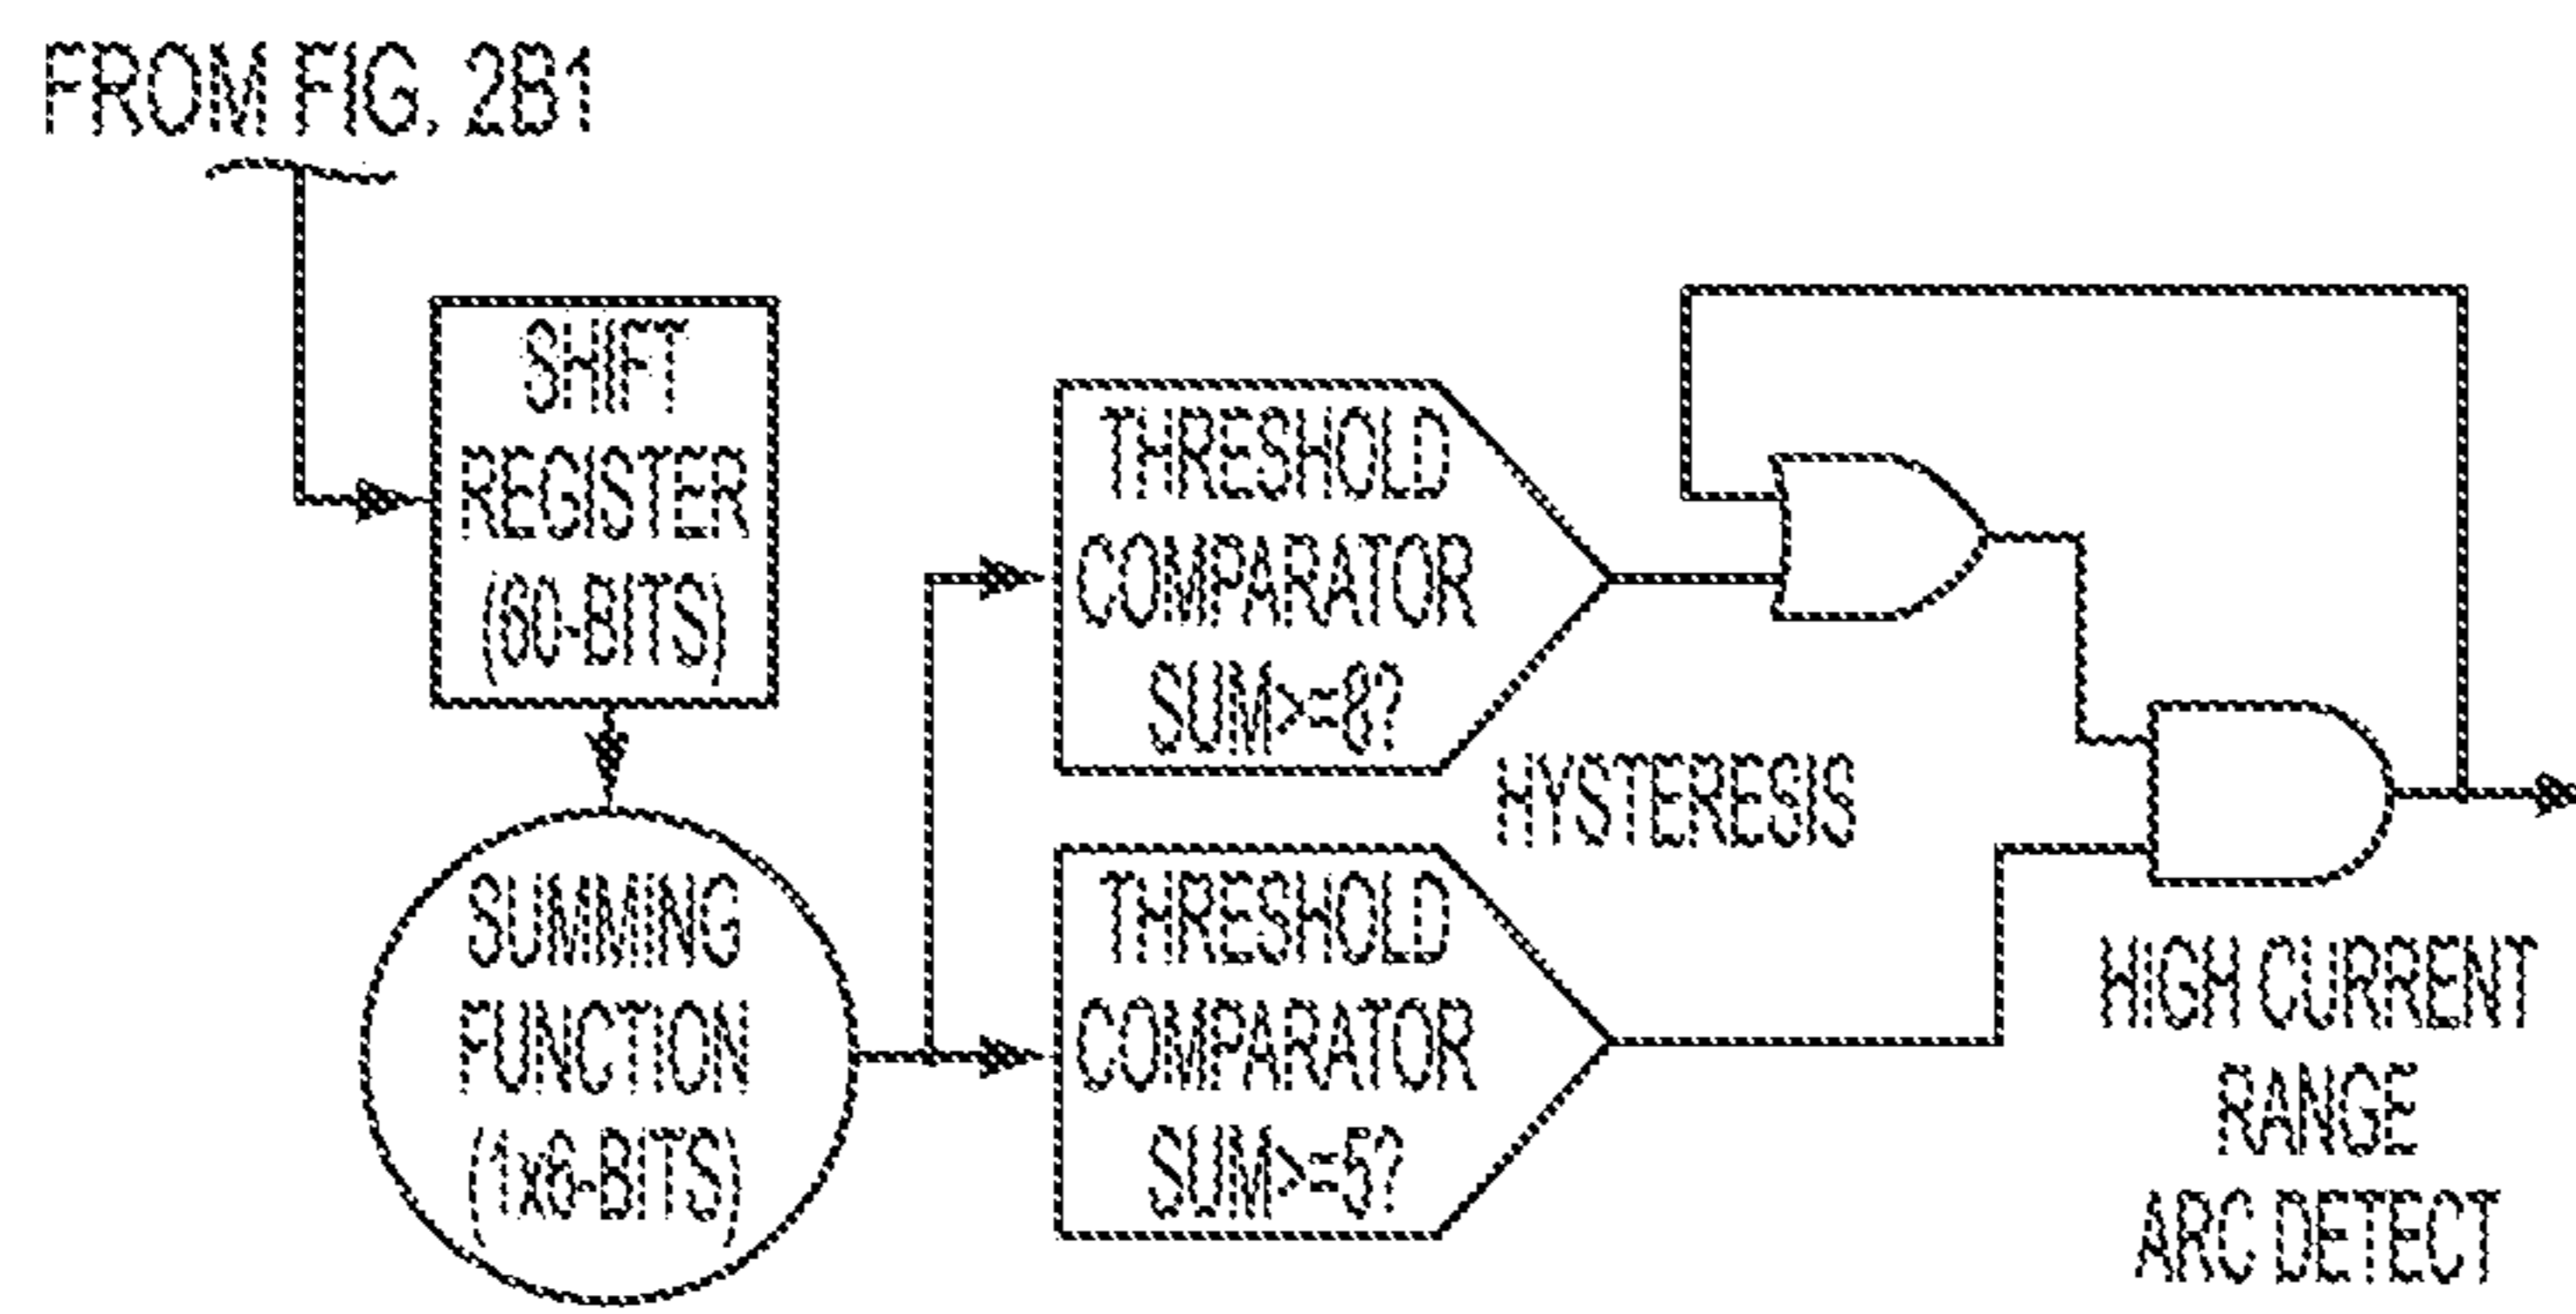 FROM FIG. 2B1
SHIFT
REGISTER
(60-BITS)
SUMMING
FUNCTION
(1x6-BITS)
THRESHOLD
COMPARATOR
SUM>=8?
HYSTERESIS
THRESHOLD
COMPARATOR
SUM>=5?
HIGH CURRENT
RANGE
ARC DETECT